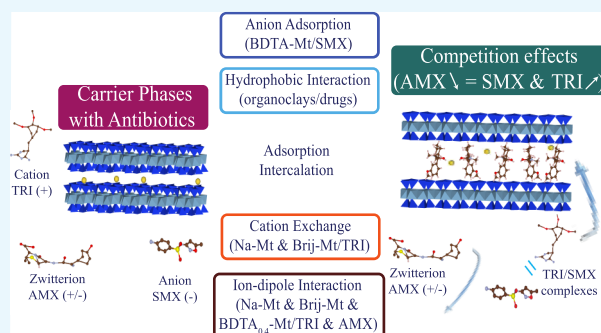 Anion Adsorption
(BDTA-Mt/SMX)
Hydrophobic Interaction
(organoclays/drugs)
Adsorption
Intercalation
Cation Exchange
(Na-Mt & Brij-Mt/TRI)
Ion-dipole Interaction
(Na-Mt & Brij-Mt &
BDTA0.4-Mt/TRI & AMX)
Carrier Phases
with Antibiotics
Cation
TRI (+)
Zwitterion
AMX (+/-)
Anion
SMX (-)
Competition effects
(AMX↘ = SMX & TRI↗)
Zwitterion
AMX (+/-)
TRI/SMX
complexes